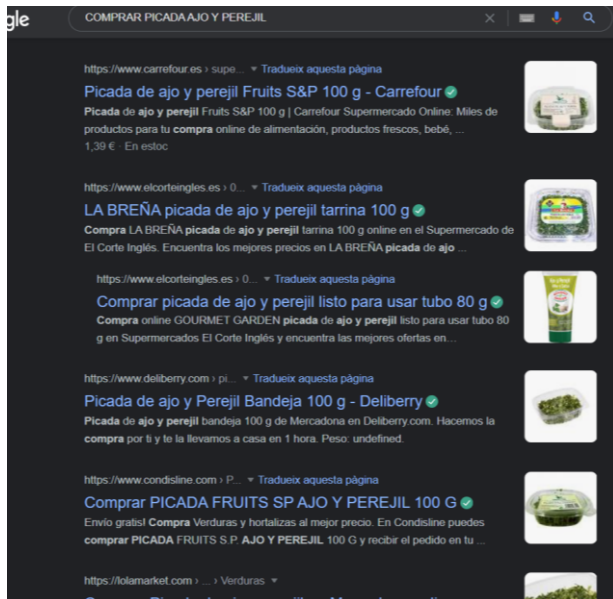 gle
COMPRAR PICADA AJO Y PEREJIL
https://www.carrefour.es › supe... Tradueix aquesta pàgina
Picada de ajo y perejil Fruits S&P 100 g - Carrefour
Picada de ajo y perejil Fruits S&P 100 g | Carrefour Supermercado Online: Miles de
productos para tu compra online de alimentación, productos frescos, bebé, ...
1,39 € · En estoc
https://www.elcorteingles.es › 0... Tradueix aquesta pàgina
LA BREÑA picada de ajo y perejil tarrina 100 g
Compra LA BREÑA picada de ajo y perejil tarrina 100 g online en el Supermercado de
El Corte Inglés. Encuentra los mejores precios en LA BREÑA picada de ajo ...
https://www.elcorteingles.es › 0... Tradueix aquesta pàgina
Comprar picada de ajo y perejil listo para usar tubo 80 g
Compra online GOURMET GARDEN picada de ajo y perejil listo para usar tubo 80
g en Supermercados El Corte Inglés y encuentra las mejores ofertas en...
https://www.deliberry.com › pi... Tradueix aquesta pàgina
Picada de ajo y Perejil Bandeja 100 g - Deliberry
Picada de ajo y perejil bandeja 100 g de Mercadona en Deliberry.com. Hacemos la
compra por ti y te la llevamos a casa en 1 hora. Peso: undefined.
https://www.condisline.com › P... Tradueix aquesta pàgina
Comprar PICADA FRUITS SP AJO Y PEREJIL 100 G
Envío gratis! Compra Verduras y hortalizas al mejor precio. En Condisline puedes
comprar PICADA FRUITS S.P. AJO Y PEREJIL 100 G y recibir el pedido en tu ...
https://lolamarket.com › ... › Verduras